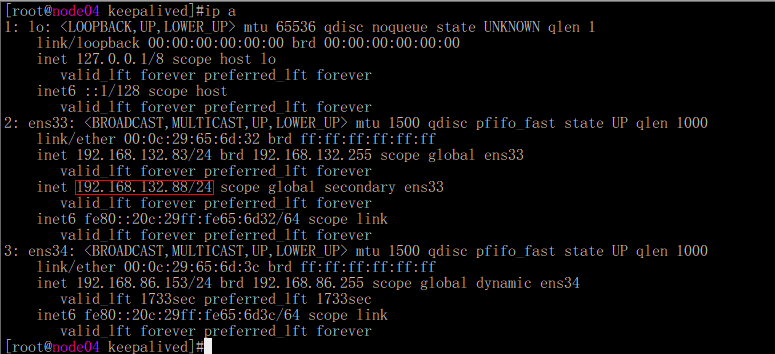 [root@node04 keepalived]#ip a
1: lo: <LOOPBACK,UP,LOWER_UP> mtu 65536 qdisc noqueue state UNKNOWN qlen 1
link/loopback 00:00:00:00:00:00 brd 00:00:00:00:00:00
inet 127.0.0.1/8 scope host lo
valid_lft forever preferred_lft forever
inet6 ::1/128 scope host
valid_lft forever preferred_lft forever
2: ens33: <BROADCAST,MULTICAST,UP,LOWER_UP> mtu 1500 qdisc pfifo_fast state UP qlen 1000
link/ether 00:0c:29:65:6d:32 brd ff:ff:ff:ff:ff:ff
inet 192.168.132.83/24 brd 192.168.132.255 scope global ens33
valid_lft forever preferred_lft forever
inet 192.168.132.88/24 scope global secondary ens33
valid_lft forever preferred_lft forever
inet6 fe80::20c:29ff:fe65:6d32/64 scope link
valid_lft forever preferred_lft forever
3: ens34: <BROADCAST,MULTICAST,UP,LOWER_UP> mtu 1500 qdisc pfifo_fast state UP qlen 1000
link/ether 00:0c:29:65:6d:3c brd ff:ff:ff:ff:ff:ff
inet 192.168.86.153/24 brd 192.168.86.255 scope global dynamic ens34
valid_lft 1733sec preferred_lft 1733sec
inet6 fe80::20c:29ff:fe65:6d3c/64 scope link
valid_lft forever preferred_lft forever
[root@node04 keepalived]#